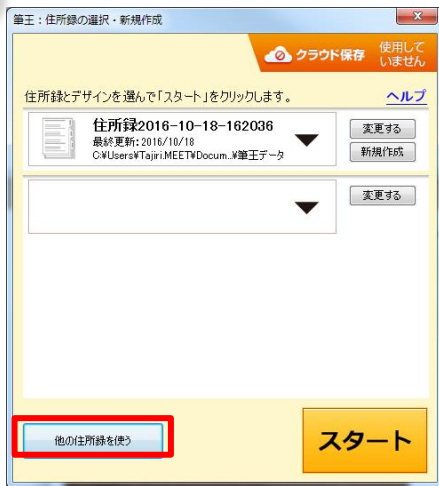 筆王:住所録の選択・新規作成
クラウド保存 使用していません
住所録とデザインを選んで「スタート」をクリックします。 ヘルプ
住所録2016-10-18-162036
最終更新:2016/10/18
C:¥Users¥Tajiri.MEET¥Docum..¥筆王データ
変更する
新規作成
変更する
他の住所録を使う
スタート